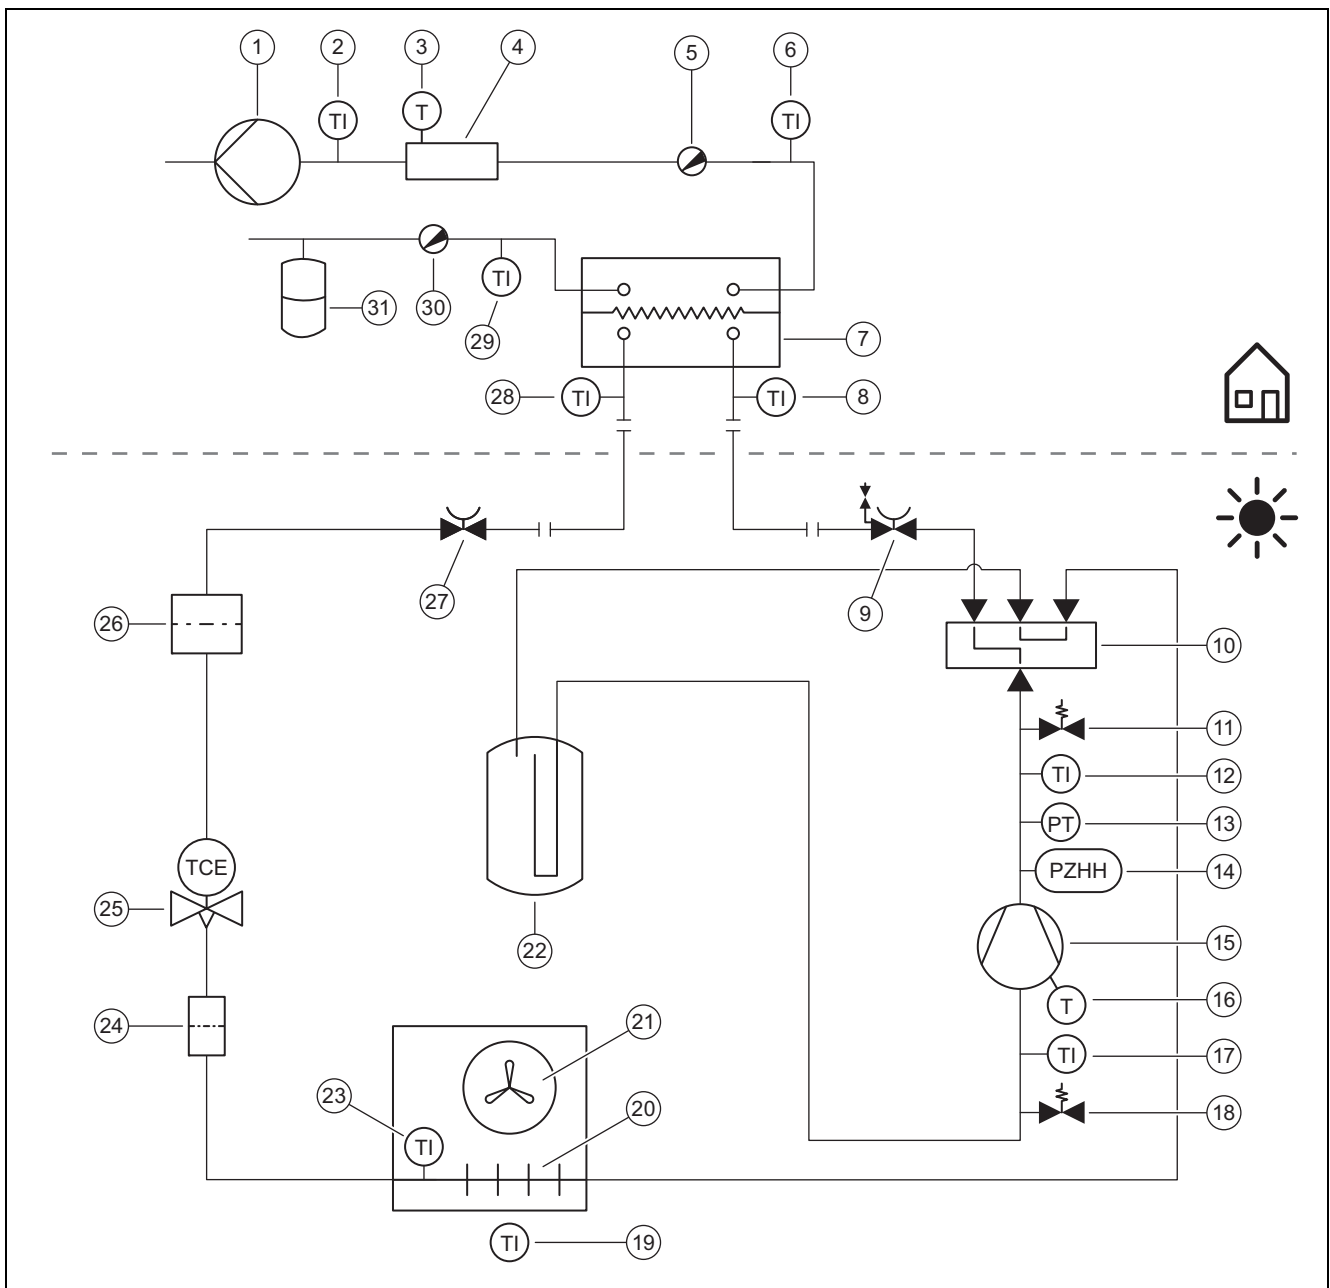 1 2 3 4 5 6
TI T TI
31 30 TI 29 7
28 TI TI 8
27 9
26 10
11
TI 12
PT 13
TCE PZHH 14
25 22 15
T 16
24 21 TI 17
23 20 18
TI
TI 19